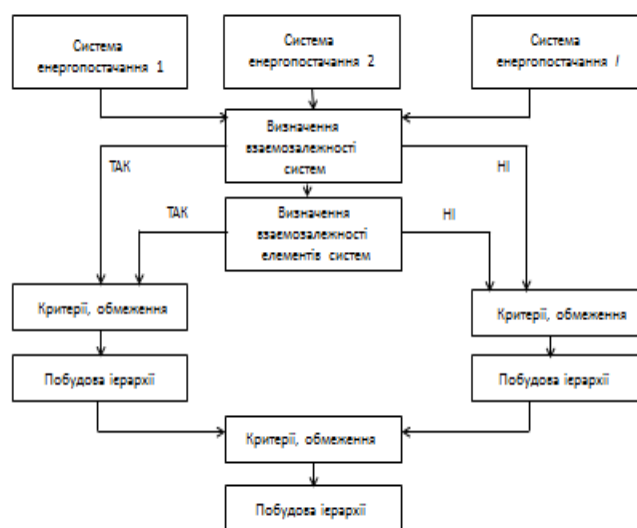 Система
енергопостачання 1
Система
енергопостачання 2
Система
енергопостачання I
Визначення
взаємозалежності
систем
ТАК
НІ
Визначення
взаємозалежності
елементів систем
ТАК
НІ
Критерії, обмеження
Критерії, обмеження
Побудова ієрархії
Побудова ієрархії
Критерії, обмеження
Побудова ієрархії